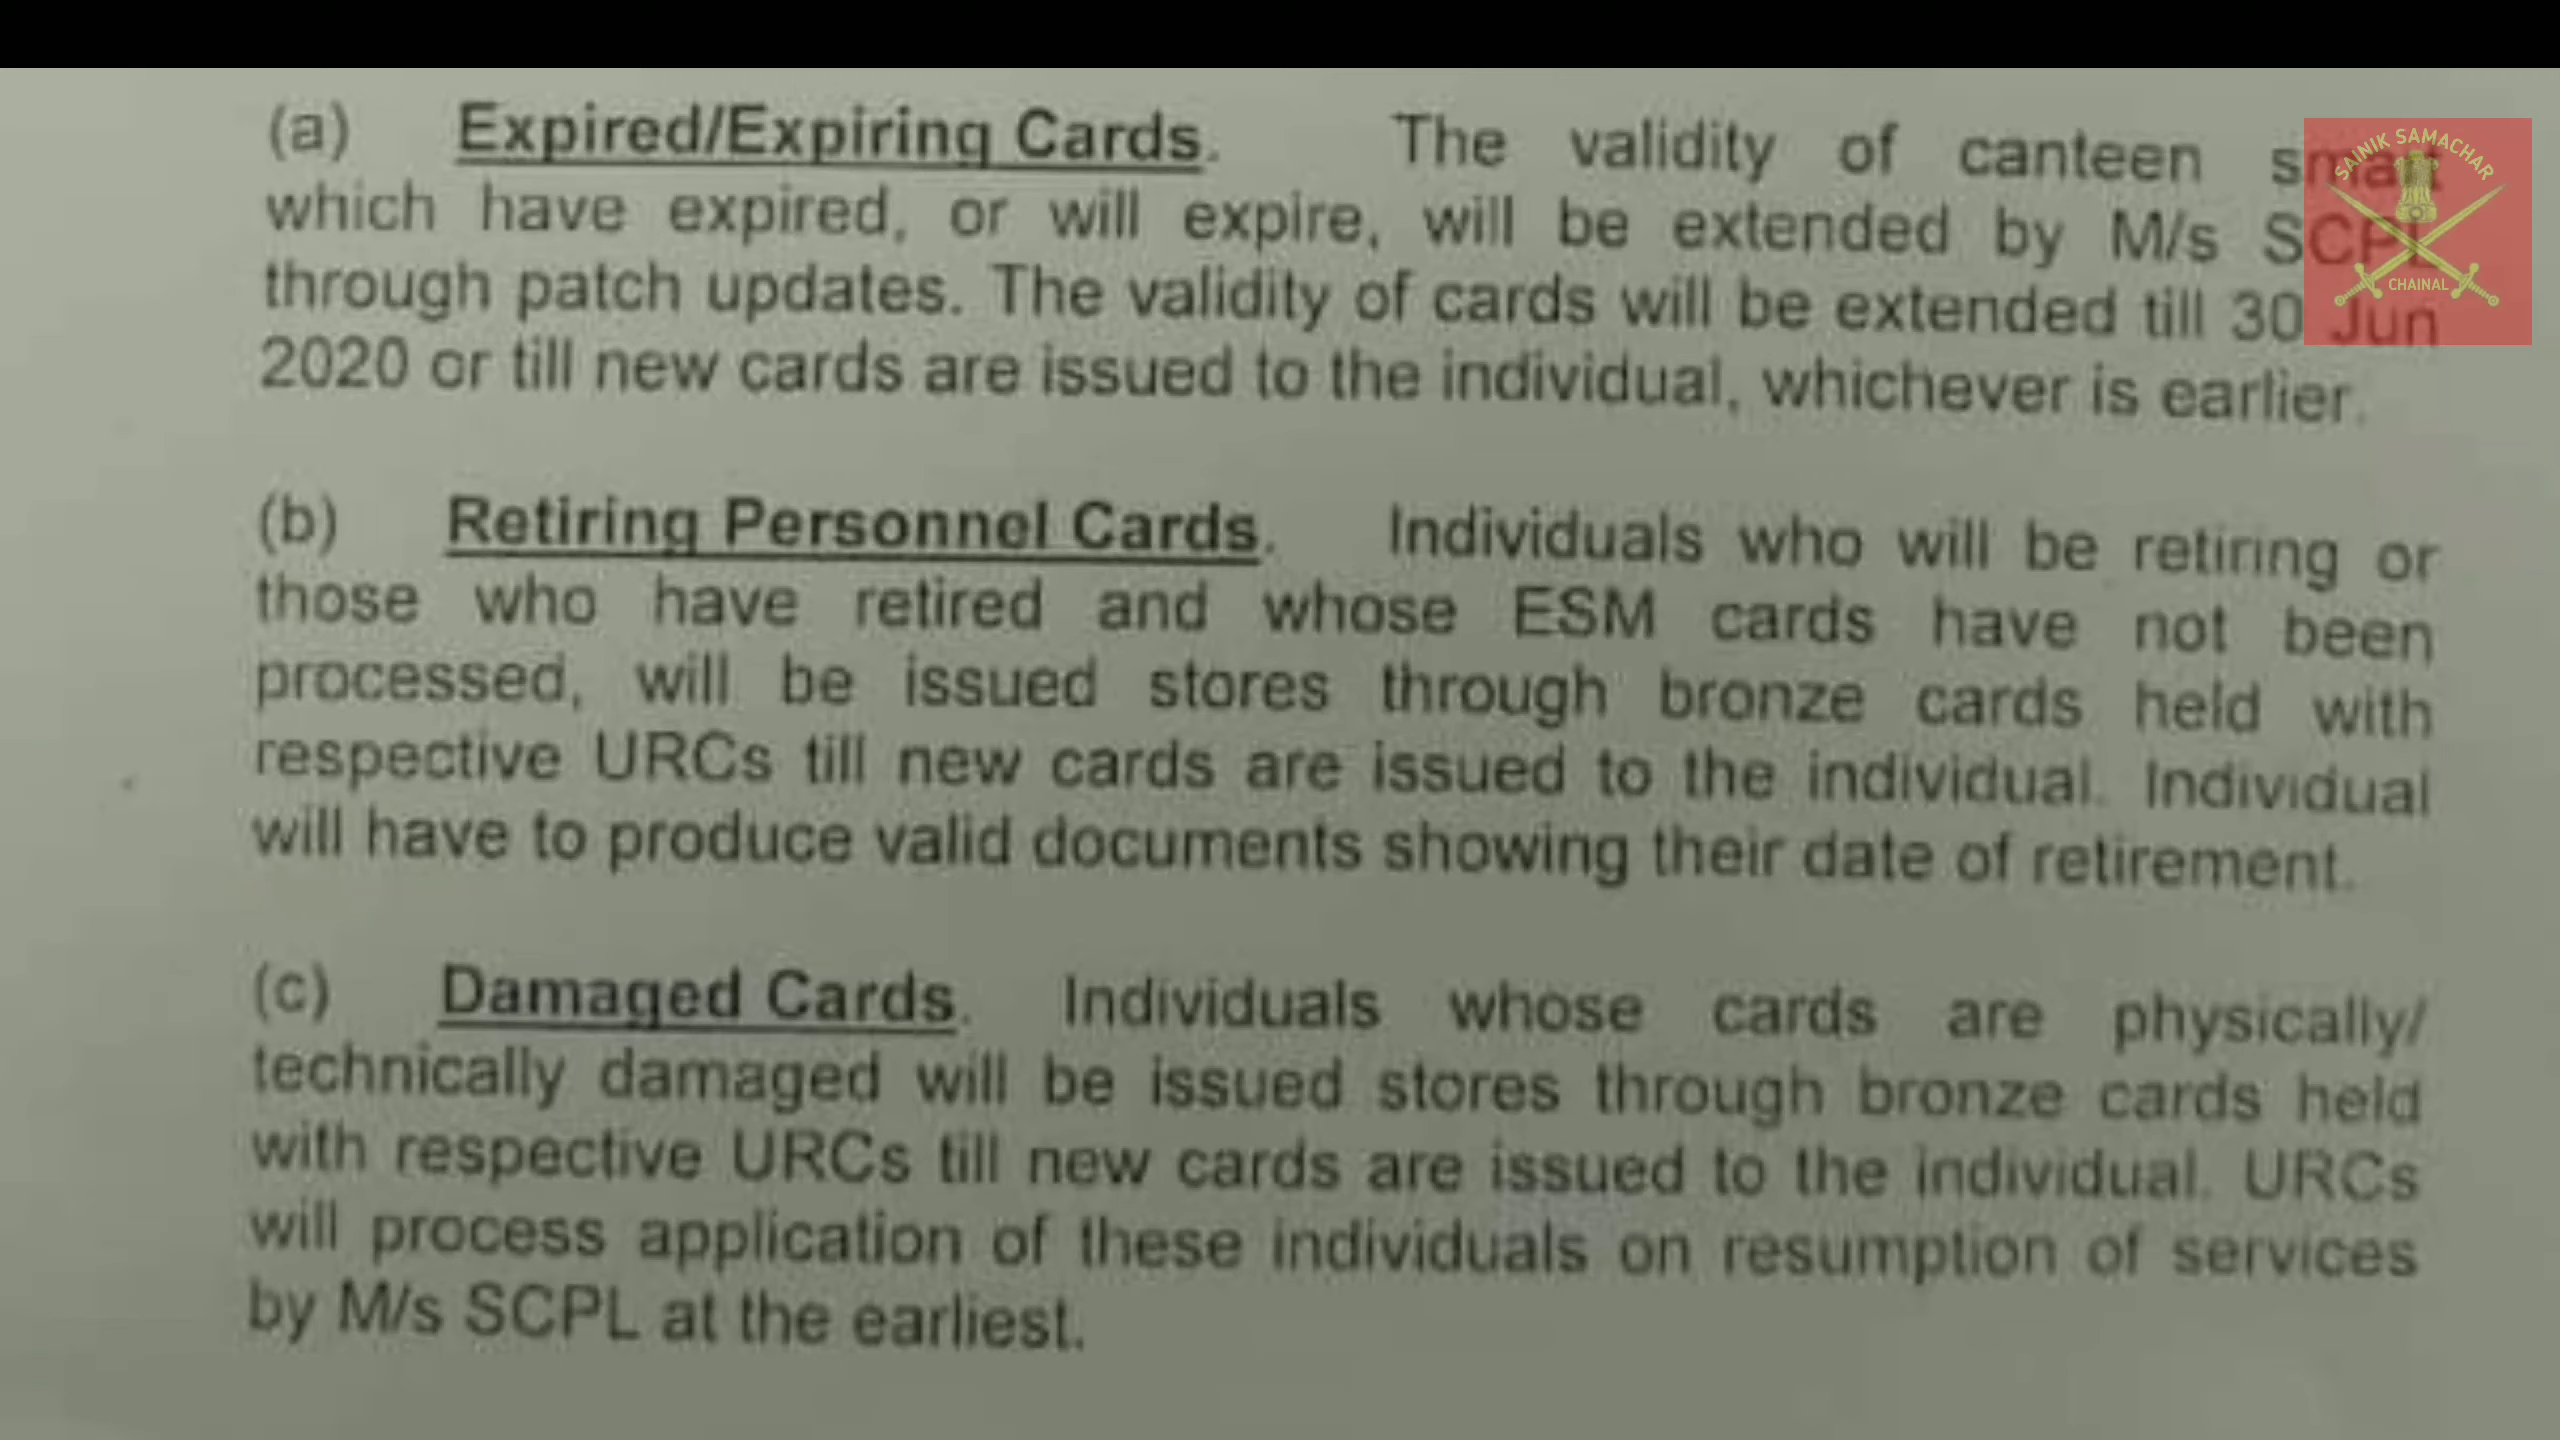 (a) Expired/Expiring Cards. The validity of canteen smart
which have expired, or will expire, will be extended by M/s SCPL
through patch updates. The validity of cards will be extended till 30 Jun
2020 or till new cards are issued to the individual, whichever is earlier.
(b) Retiring Personnel Cards. Individuals who will be retiring or
those who have retired and whose ESM cards have not been
processed, will be issued stores through bronze cards held with
respective URCs till new cards are issued to the individual. Individual
will have to produce valid documents showing their date of retirement.
(c) Damaged Cards. Individuals whose cards are physically/
technically damaged will be issued stores through bronze cards held
with respective URCs till new cards are issued to the individual. URCs
will process application of these individuals on resumption of services
by M/s SCPL at the earliest.
SAINIK SAMACHAR
CHAINAL